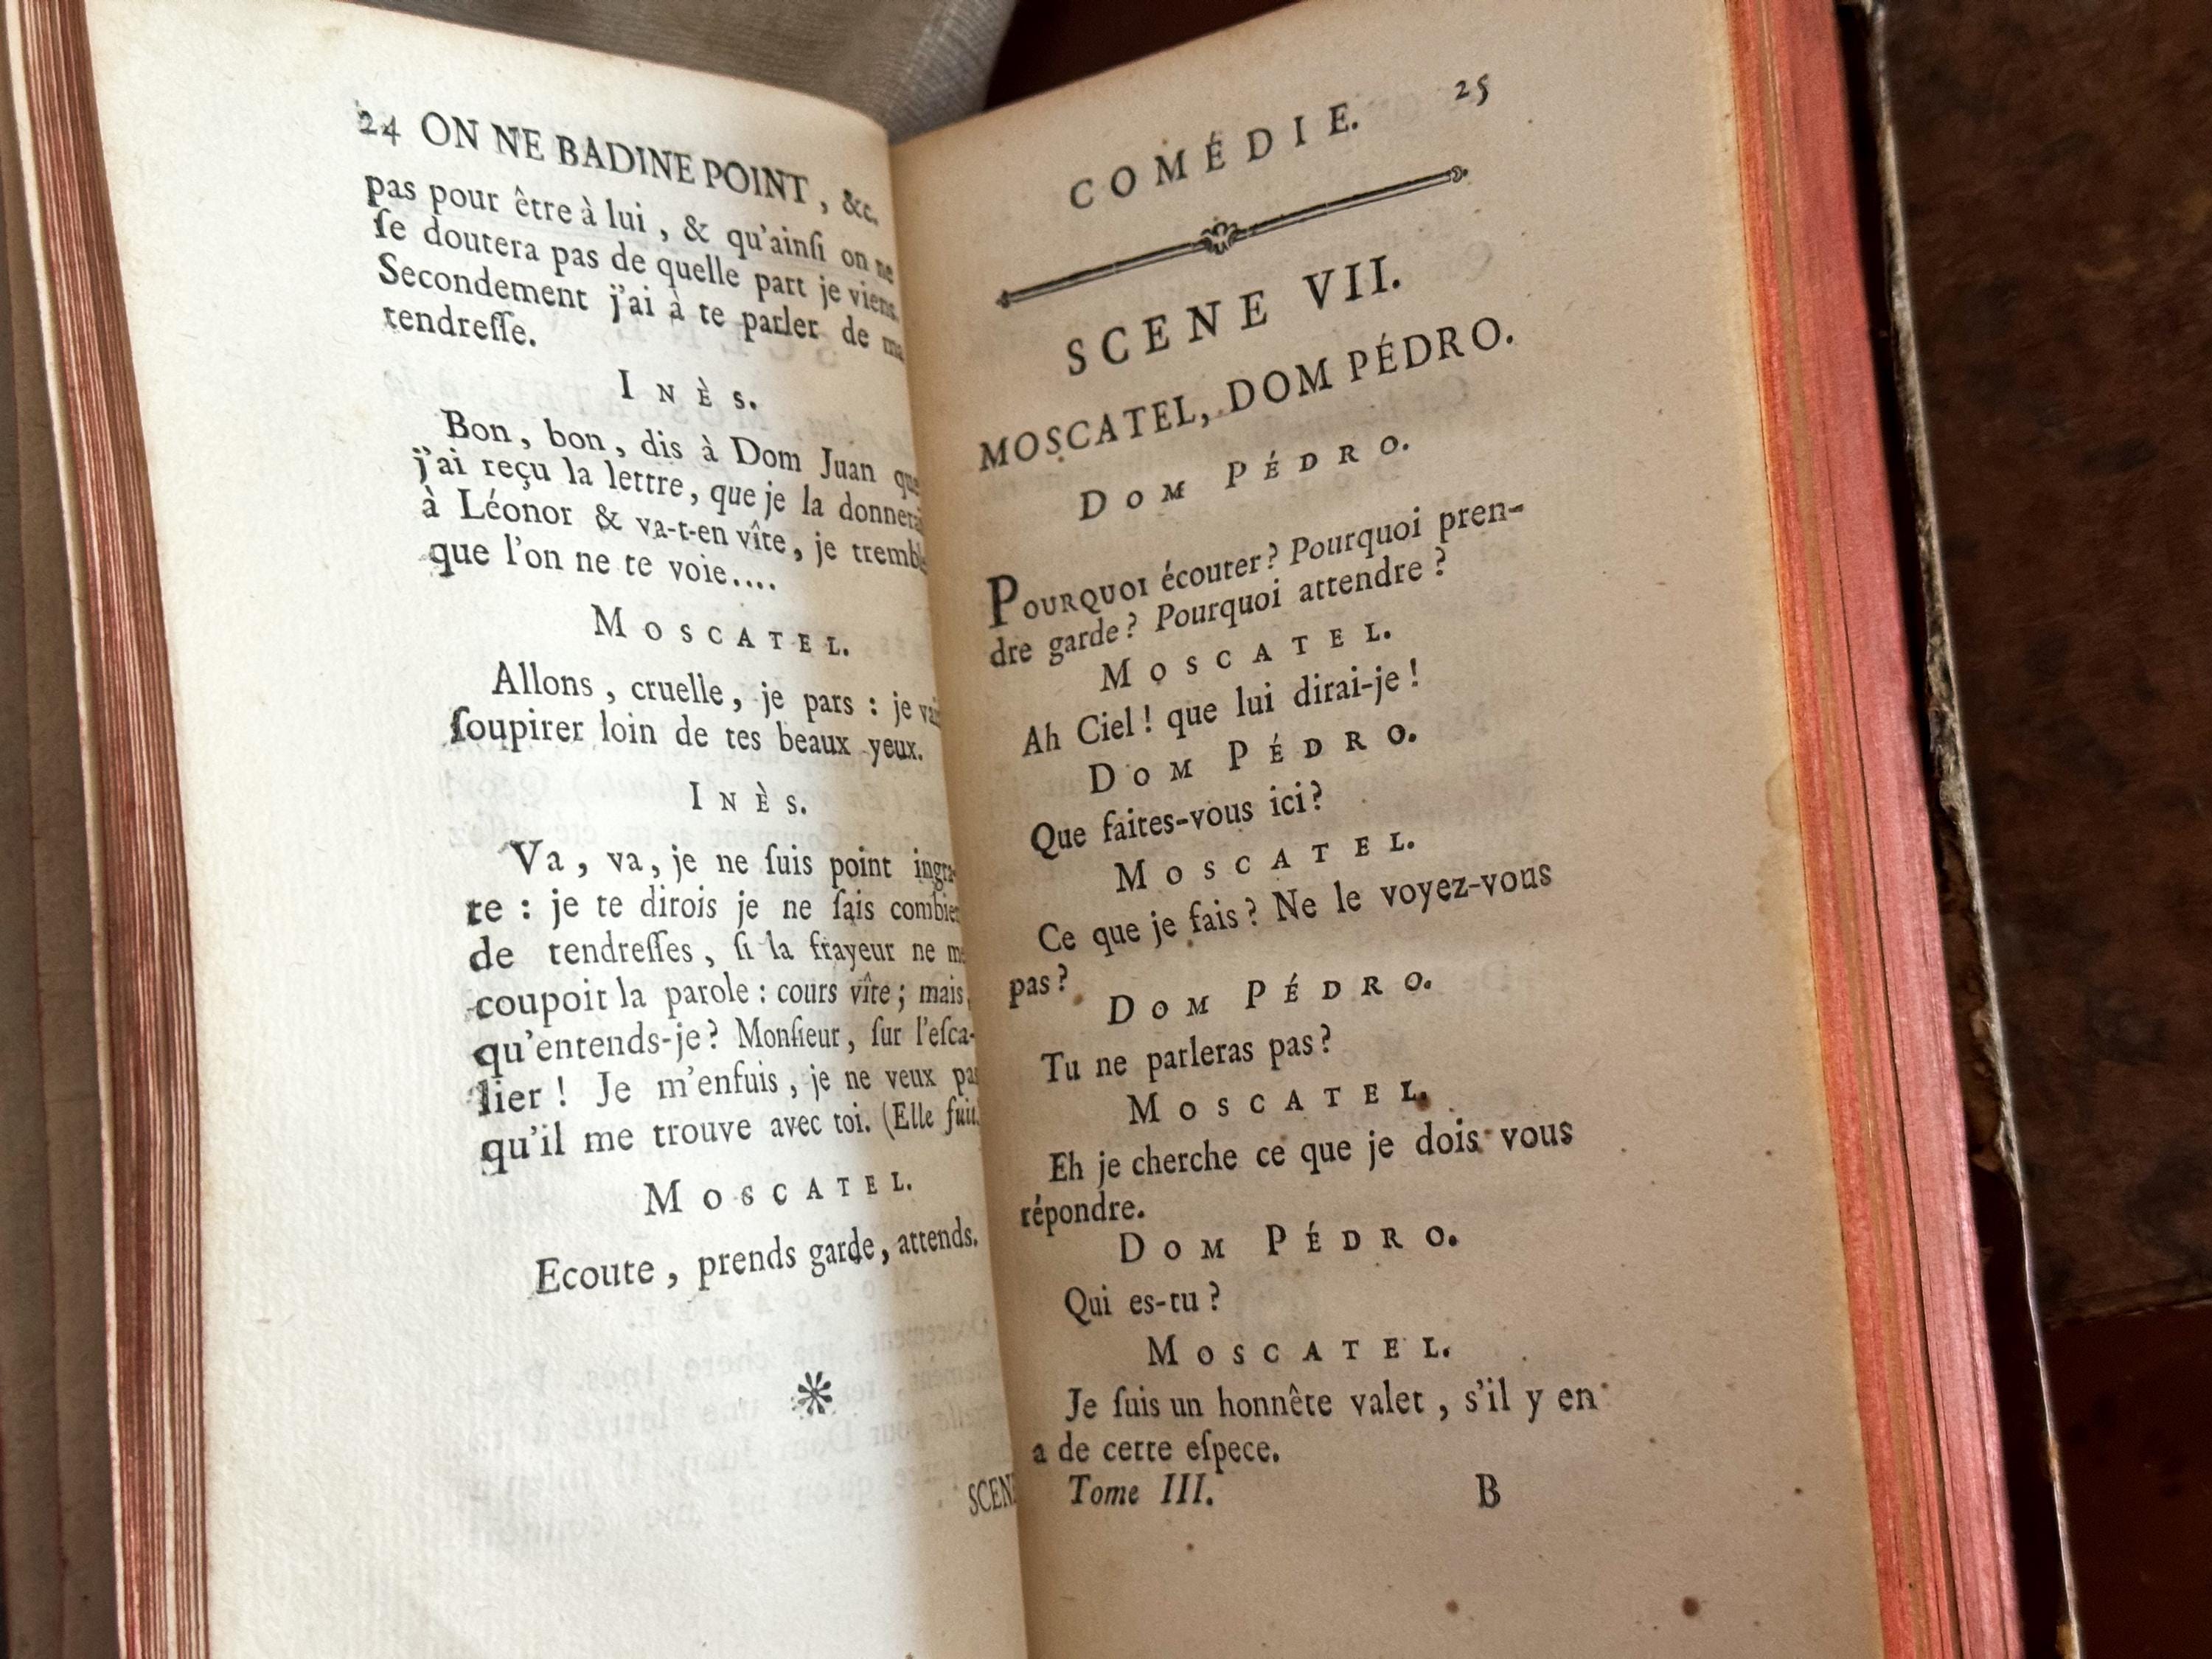 24 ON NE BADINE POINT, &c.
pas pour être à lui, & qu'ainſi on ne
ſe doutera pas de quelle part je viens.
Secondement j'ai à te parler de ma
tendreſſe.
INÈS.
Bon, bon, dis à Dom Juan que
j'ai reçu la lettre, que je la donnerai
à Léonor & va-t-en vîte, je tremble
que l'on ne te voie....
MOSCATEL.
Allons, cruelle, je pars : je vais
ſoupirer loin de tes beaux yeux.
INÈS.
Va, va, je ne ſuis point ingra-
te : je te dirois je ne ſais combien
de tendreſſes, ſi la frayeur ne me
coupoit la parole : cours vîte ; mais,
qu'entends-je ? Monſieur, ſur l'eſca-
lier ! Je m'enfuis, je ne veux pas
qu'il me trouve avec toi. (Elle fuit.
MOSCATEL.
Ecoute, prends garde, attends.
SCENE
COMÉDIE. 25
SCENE VII.
MOSCATEL, DOM PÉDRO.
DOM PÉDRO.
POURQUOI écouter ? Pourquoi pren-
dre garde ? Pourquoi attendre ?
MOSCATEL.
Ah Ciel ! que lui dirai-je !
DOM PÉDRO.
Que faites-vous ici ?
MOSCATEL.
Ce que je fais ? Ne le voyez-vous
pas ?
DOM PÉDRO.
Tu ne parleras pas ?
MOSCATEL.
Eh je cherche ce que je dois vous
répondre.
DOM PÉDRO.
Qui es-tu ?
MOSCATEL.
Je ſuis un honnête valet, s'il y en
a de cette eſpece.
Tome III. B